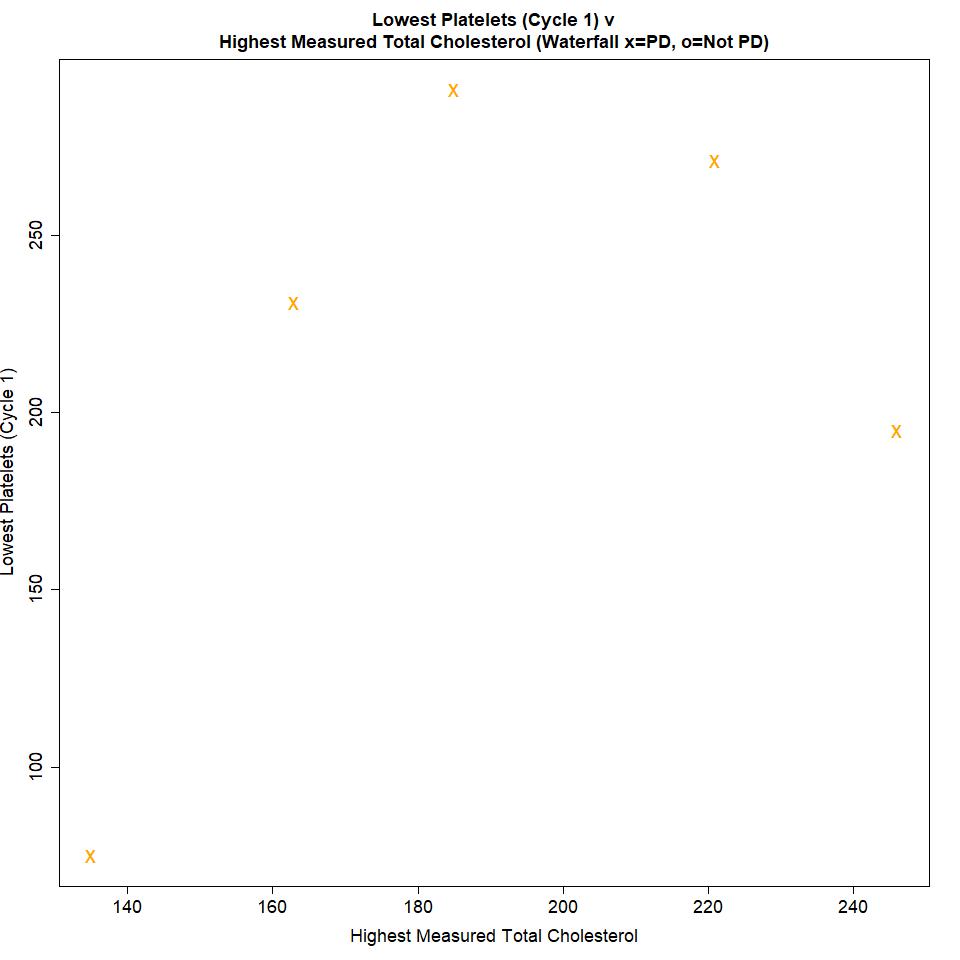 Lowest Platelets (Cycle 1) v
Highest Measured Total Cholesterol (Waterfall x=PD, o=Not PD)
X
X
X
X
X
Lowest Platelets (Cycle 1)
250
200
150
100
140 160 180 200 220 240
Highest Measured Total Cholesterol